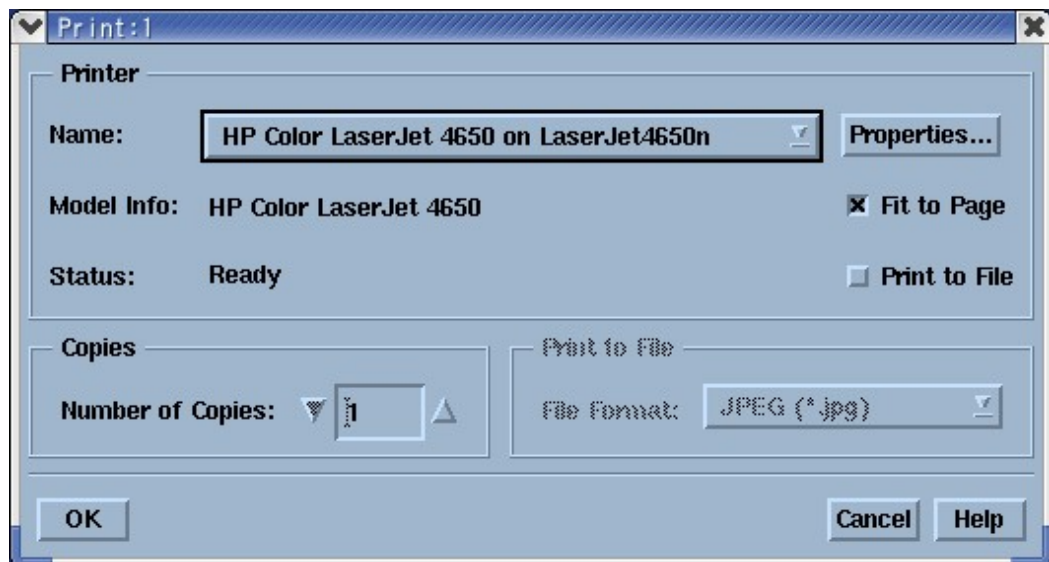 Print:1
Printer
Name: HP Color LaserJet 4650 on LaserJet4650n Properties...
Model Info: HP Color LaserJet 4650 Fit to Page
Status: Ready Print to File
Copies Print to File
Number of Copies: 1 File Format: JPEG (*.jpg)
OK Cancel Help